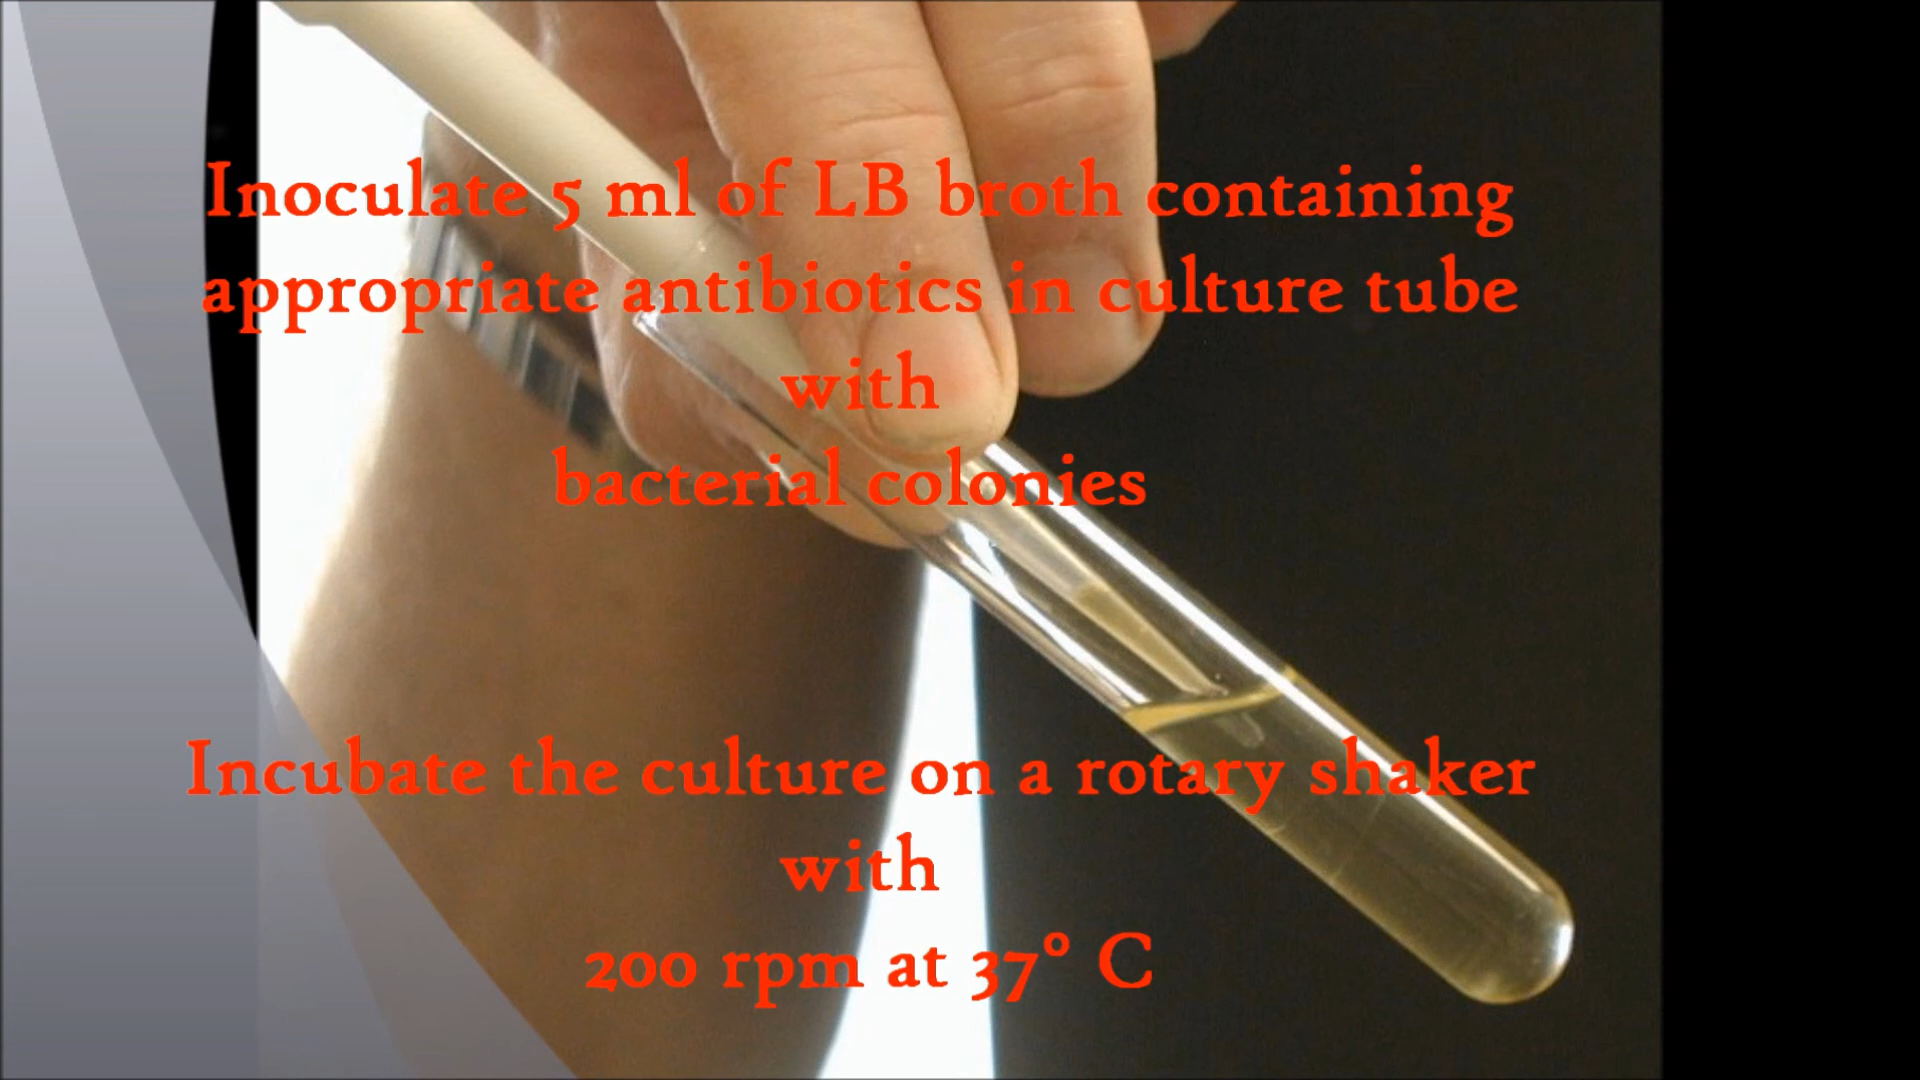 Inoculate 5 ml of LB broth containing
appropriate antibiotics in culture tube
with
bacterial colonies
Incubate the culture on a rotary shaker
with
200 rpm at 37° C